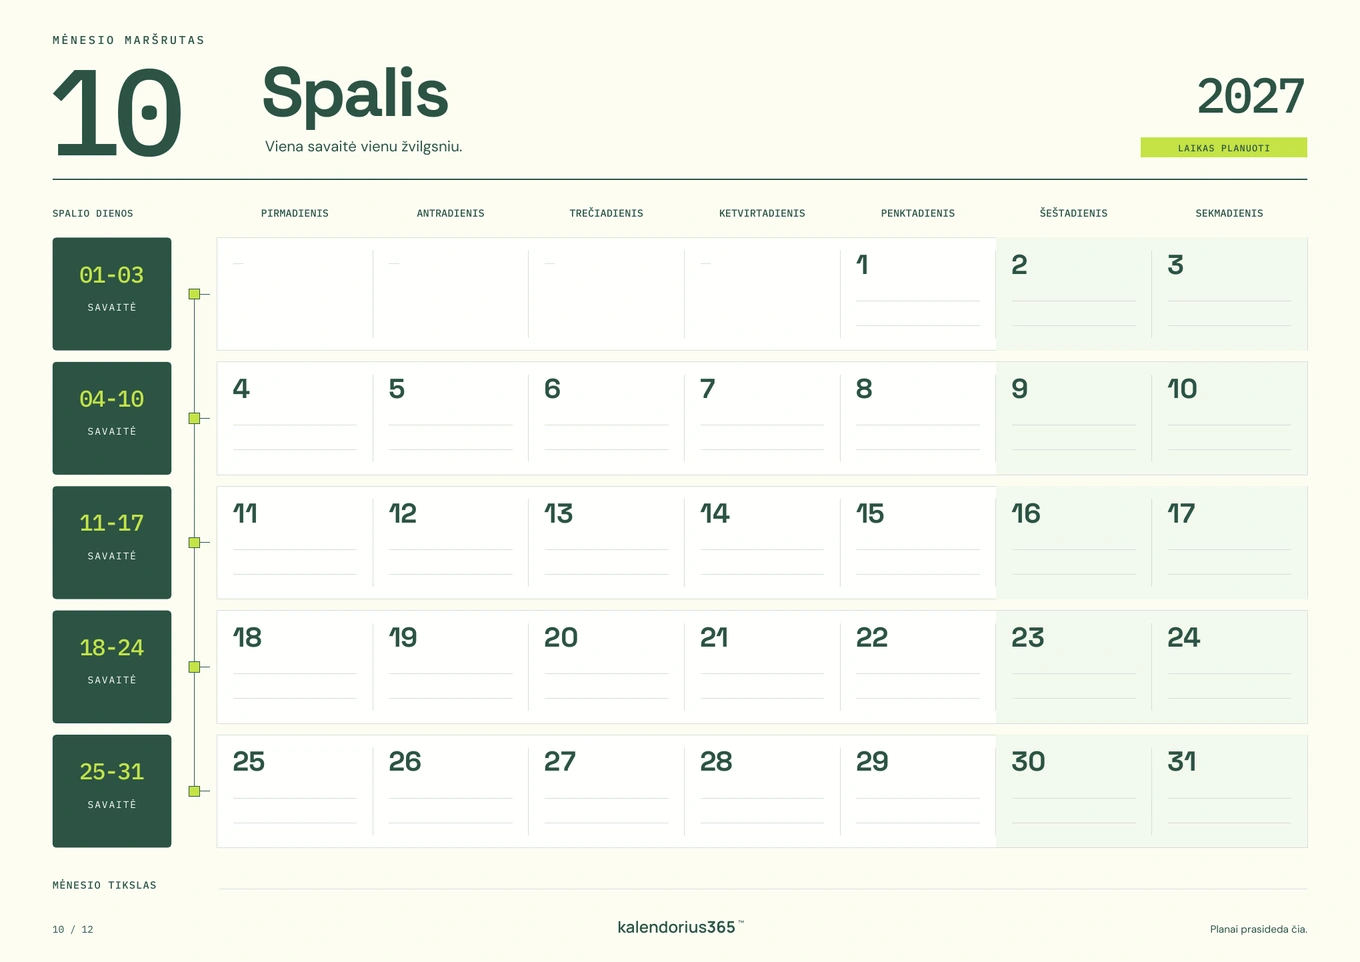 MĖNESIO MARŠRUTAS
10
Spalis
Viena savaitė vienu žvilgsniu.
2027
LAIKAS PLANUOTI
SPALIO DIENOS PIRMADIENIS ANTRADIENIS TREČIADIENIS KETVIRTADIENIS PENKTADIENIS ŠEŠTADIENIS SEKMADIENIS
01-03
SAVAITĖ
— — — — 1 2 3
04-10
SAVAITĖ
4 5 6 7 8 9 10
11-17
SAVAITĖ
11 12 13 14 15 16 17
18-24
SAVAITĖ
18 19 20 21 22 23 24
25-31
SAVAITĖ
25 26 27 28 29 30 31
MĖNESIO TIKSLAS
10 / 12 kalendorius365™ Planai prasideda čia.